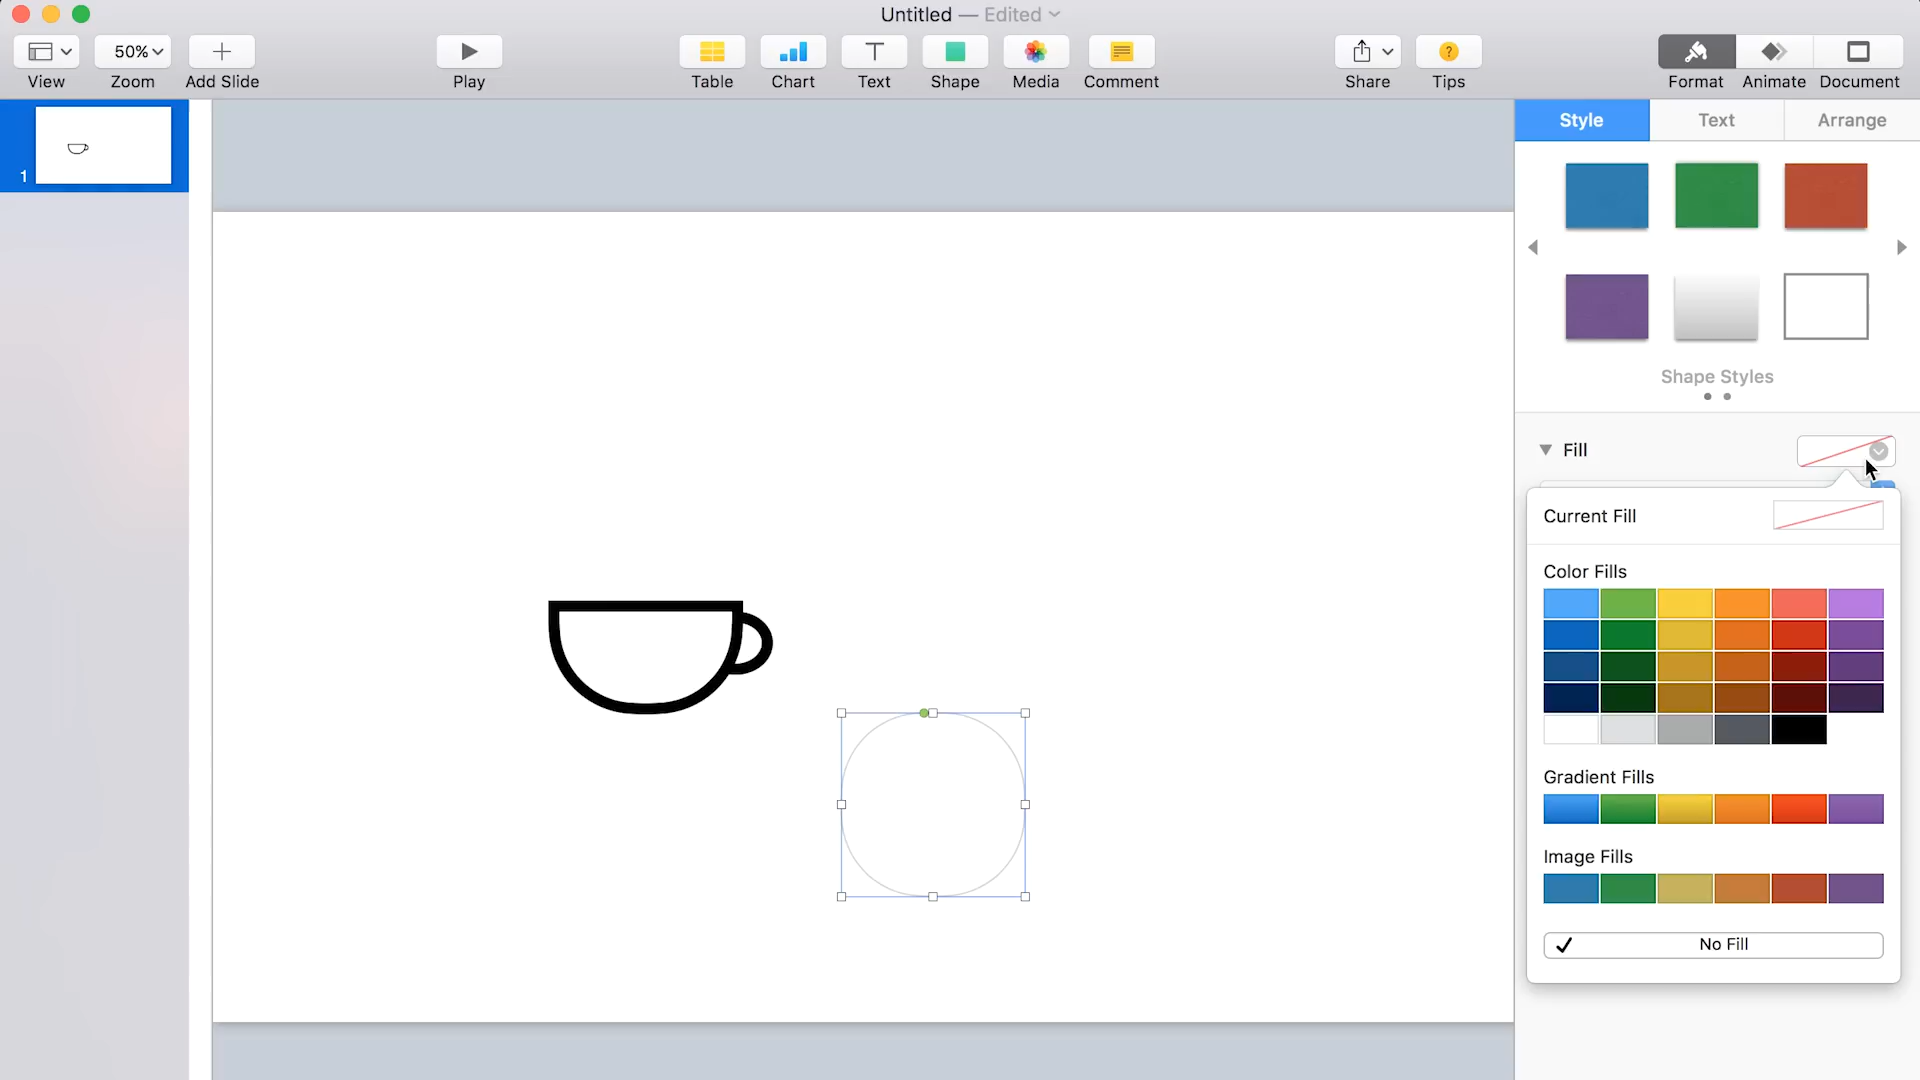 Untitled — Edited
View
50%
Zoom
Add Slide
Play
Table
Chart
Text
Shape
Media
Comment
Share
Tips
Format
Animate
Document
1
Style
Text
Arrange
Shape Styles
Fill
Current Fill
Color Fills
Gradient Fills
Image Fills
No Fill